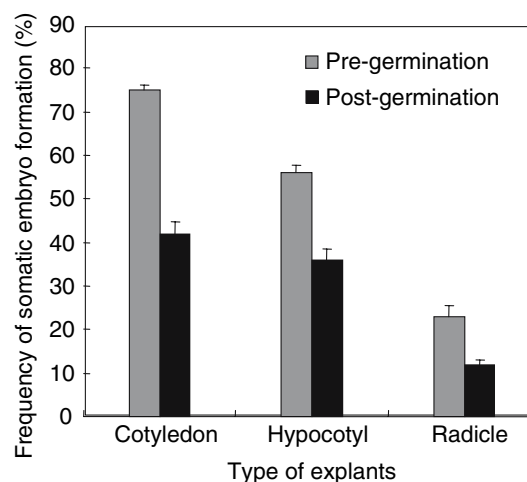 Frequency of somatic embryo formation (%)
90
80
70
60
50
40
30
20
10
0
Pre-germination
Post-germination
Cotyledon Hypocotyl Radicle
Type of explants